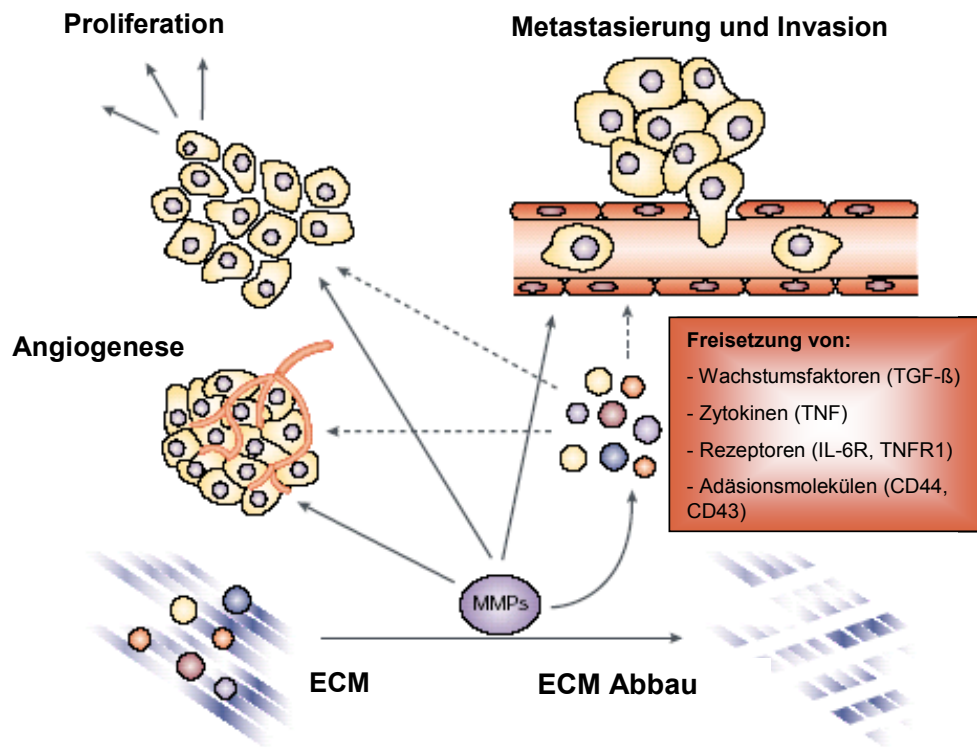 Proliferation
Metastasierung und Invasion
Angiogenese
Freisetzung von:
- Wachstumsfaktoren (TGF-ß)
- Zytokinen (TNF)
- Rezeptoren (IL-6R, TNFR1)
- Adäsionsmolekülen (CD44,
CD43)
MMPs
ECM
ECM Abbau